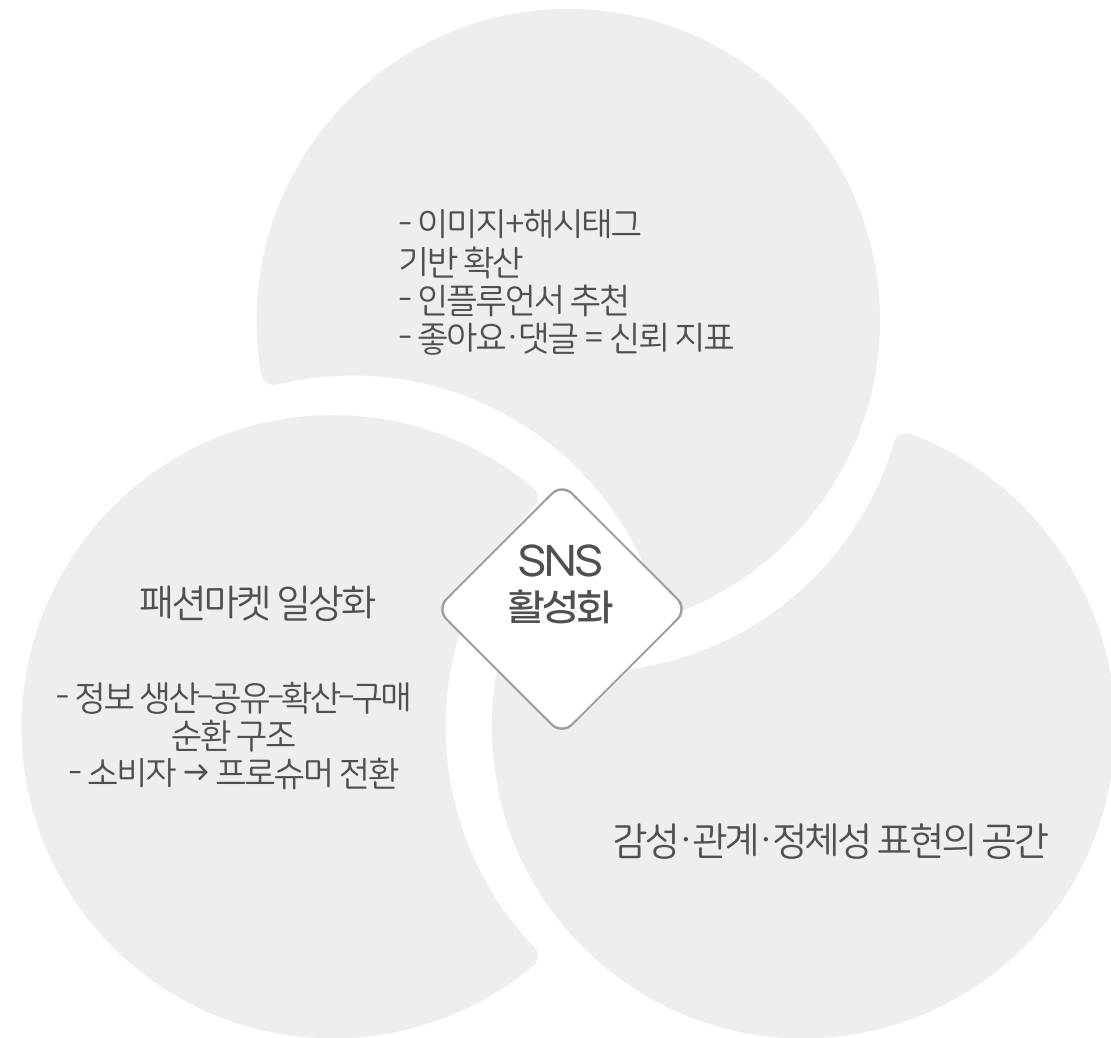 - 이미지+해시태그
기반 확산
- 인플루언서 추천
- 좋아요·댓글 = 신뢰 지표
SNS
활성화
패션마켓 일상화
- 정보 생산–공유–확산–구매
순환 구조
- 소비자 → 프로슈머 전환
감성·관계·정체성 표현의 공간